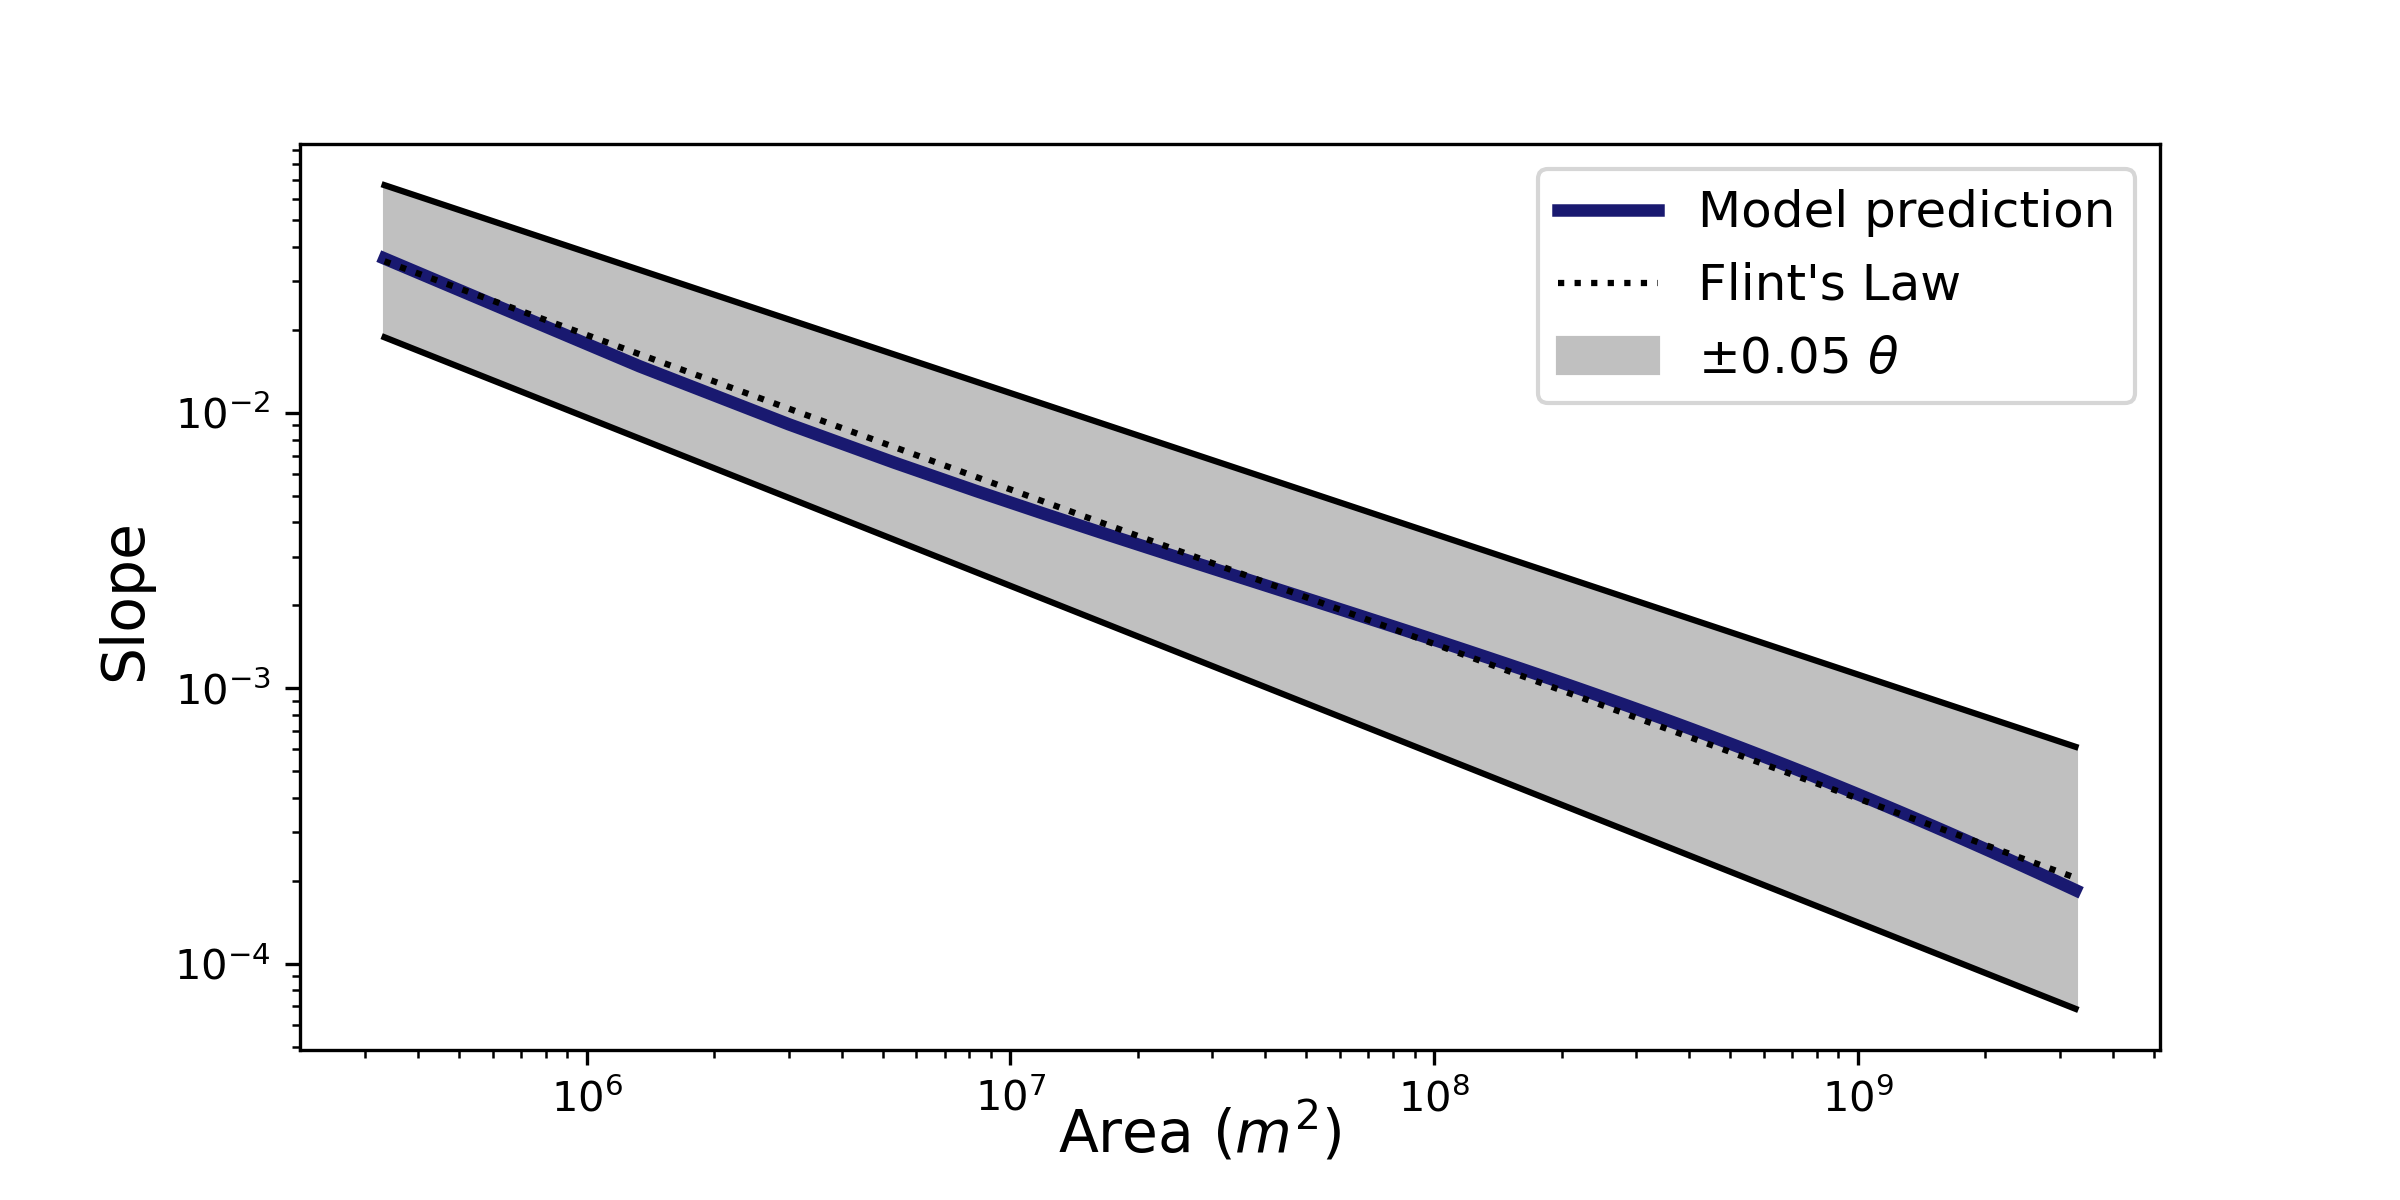 Model prediction
Flint's Law
±0.05 θ
Slope
10⁻²
10⁻³
10⁻⁴
10⁶ 10⁷ 10⁸ 10⁹
Area (m²)